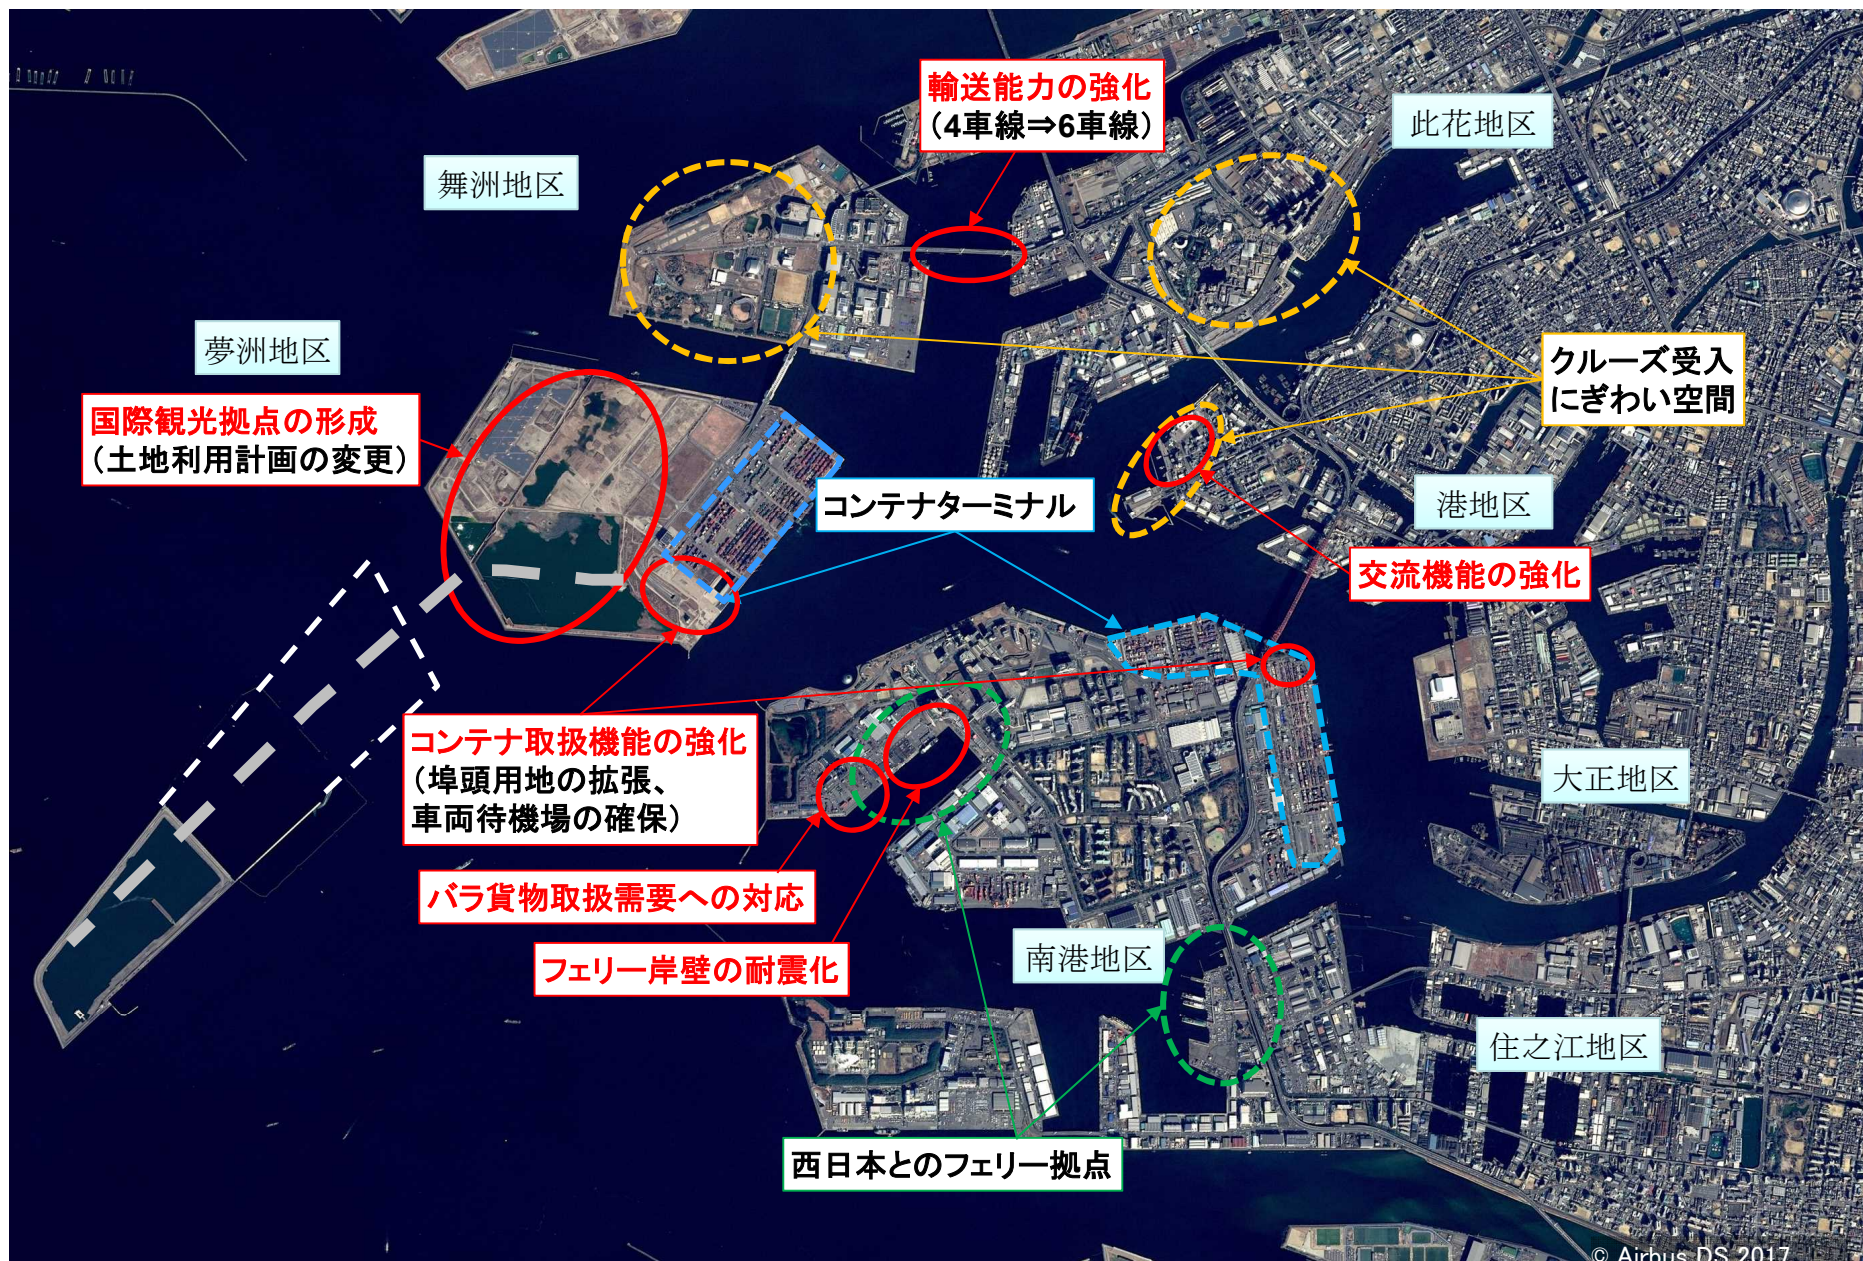 輸送能力の強化
（4車線⇒6車線）
此花地区
舞洲地区
夢洲地区
国際観光拠点の形成
（土地利用計画の変更）
クルーズ受入
にぎわい空間
コンテナターミナル
港地区
交流機能の強化
コンテナ取扱機能の強化
（埠頭用地の拡張、
車両待機場の確保）
大正地区
バラ貨物取扱需要への対応
フェリー岸壁の耐震化
南港地区
住之江地区
西日本とのフェリー拠点
© Airbus DS 2017